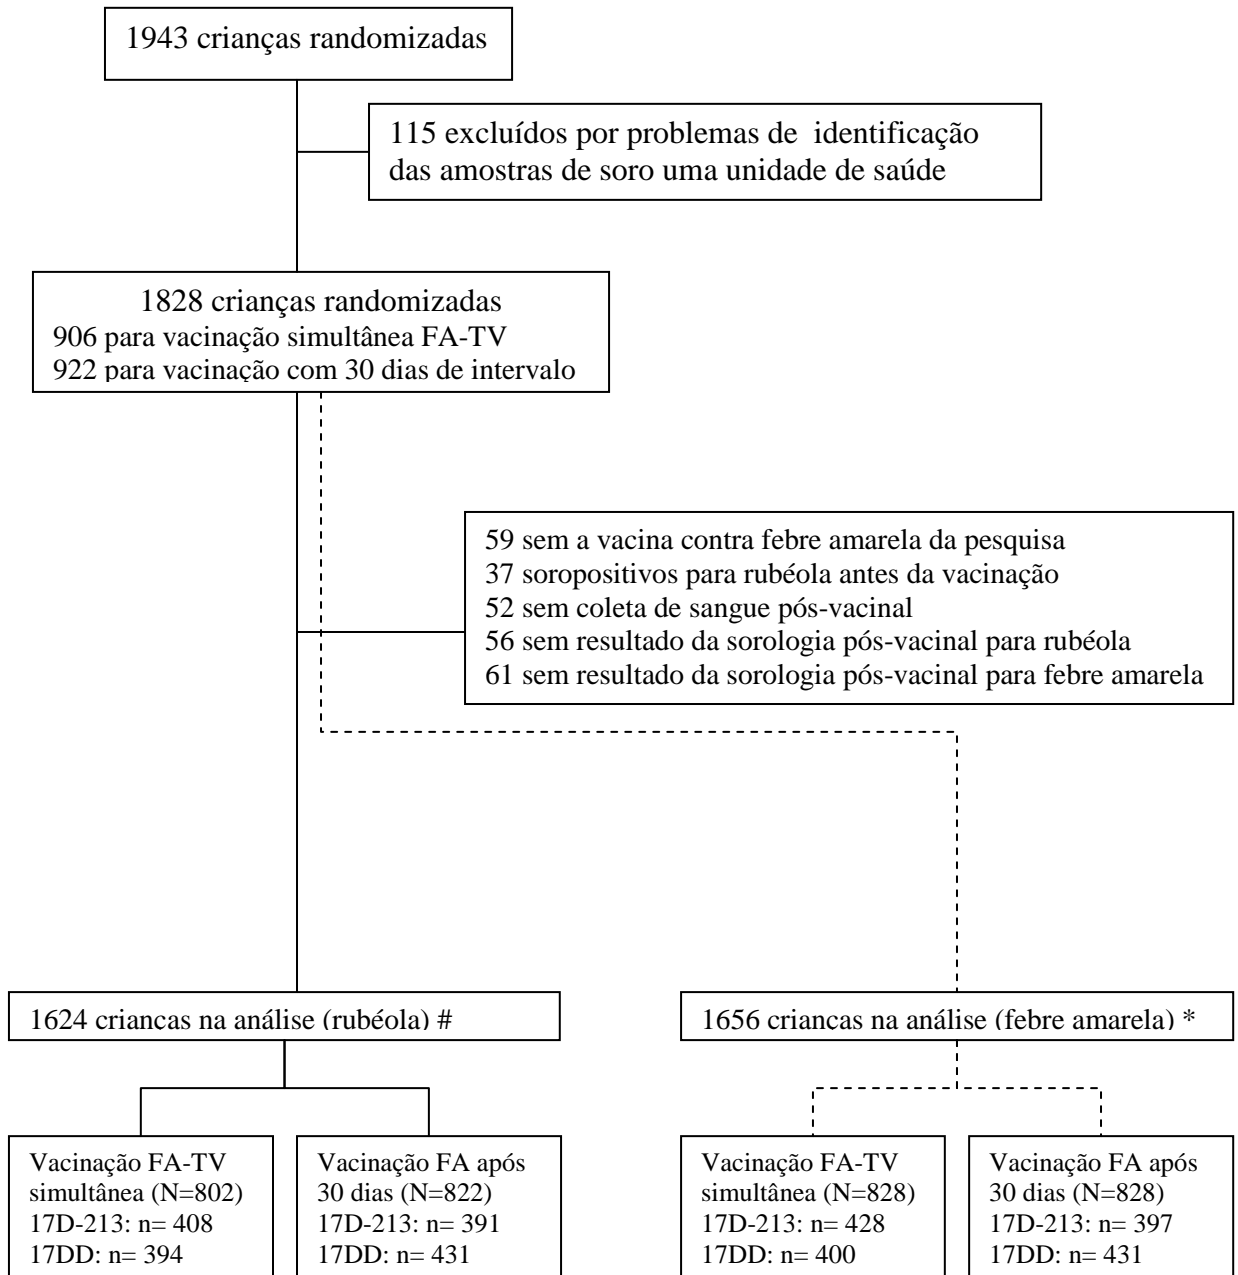 1943 crianças randomizadas
115 excluídos por problemas de identificação
das amostras de soro uma unidade de saúde
1828 crianças randomizadas
906 para vacinação simultânea FA-TV
922 para vacinação com 30 dias de intervalo
59 sem a vacina contra febre amarela da pesquisa
37 soropositivos para rubéola antes da vacinação
52 sem coleta de sangue pós-vacinal
56 sem resultado da sorologia pós-vacinal para rubéola
61 sem resultado da sorologia pós-vacinal para febre amarela
1624 crianças na análise (rubéola) #
1656 crianças na análise (febre amarela) *
Vacinação FA-TV
simultânea (N=802)
17D-213: n= 408
17DD: n= 394
Vacinação FA após
30 dias (N=822)
17D-213: n= 391
17DD: n= 431
Vacinação FA-TV
simultânea (N=828)
17D-213: n= 428
17DD: n= 400
Vacinação FA após
30 dias (N=828)
17D-213: n= 397
17DD: n= 431